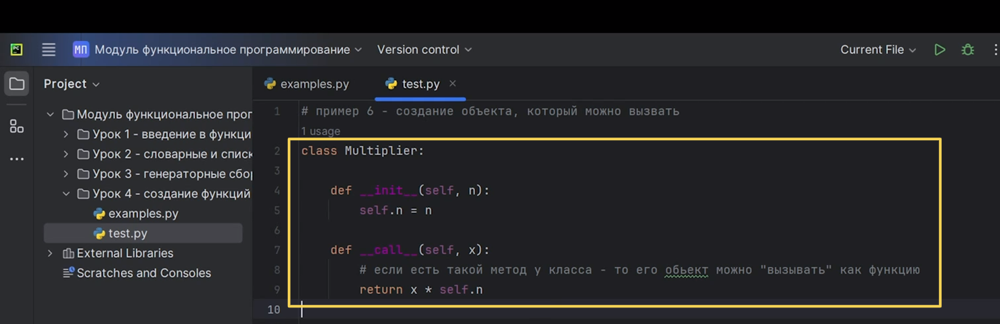 PC
МП Модуль функциональное программирование Version control Current File
Project
Модуль функциональное прог
Урок 1 - введение в функци
Урок 2 - словарные и списк
Урок 3 - генераторные сбор
Урок 4 - создание функций
examples.py
test.py
External Libraries
Scratches and Consoles
examples.py test.py
1 # пример 6 - создание объекта, который можно вызвать
1 usage
2 class Multiplier:
3
4 def __init__(self, n):
5 self.n = n
6
7 def __call__(self, x):
8 # если есть такой метод у класса - то его обьект можно "вызывать" как функцию
9 return x * self.n
10